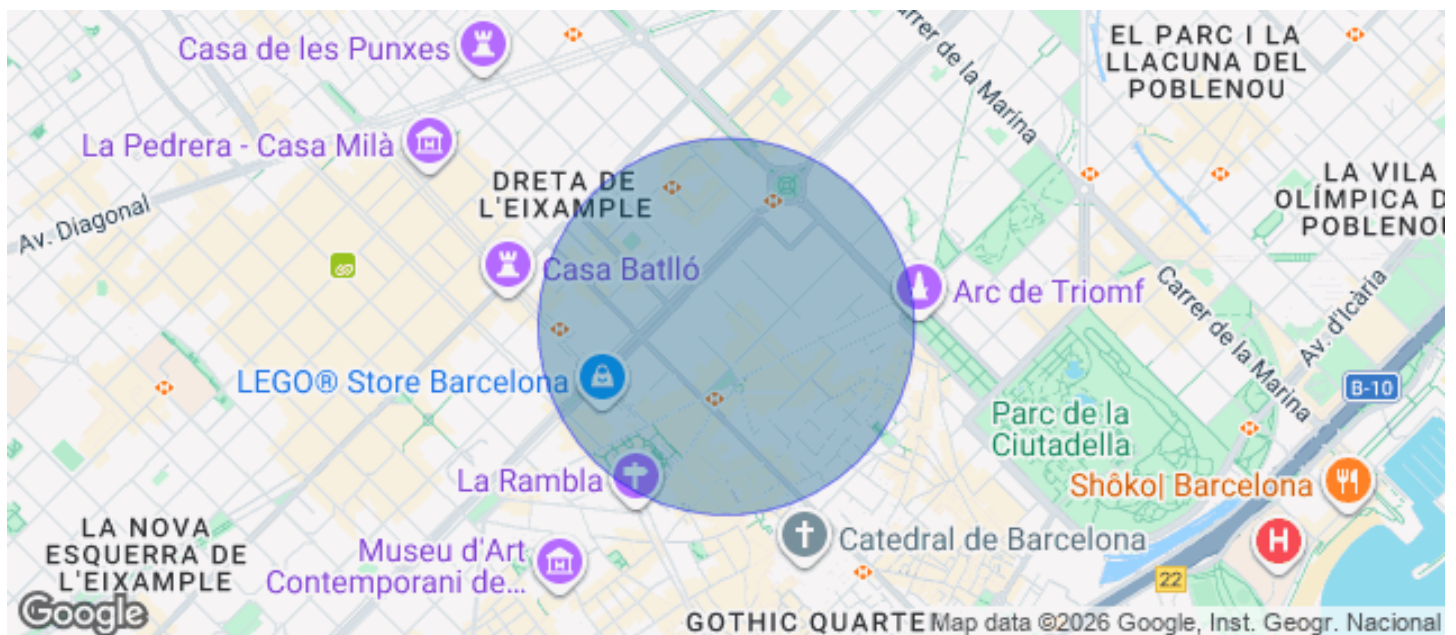 Casa de les Punxes
EL PARC I LA
LLACUNA DEL
POBLENOU
Carrer de la Marina
La Pedrera - Casa Milà
DRETA DE
L'EIXAMPLE
LA VILA
OLÍMPICA D
POBLENOU
Av. Diagonal
Casa Batlló
Arc de Triomf
Carrer de la Marina
Av. d'Icària
LEGO® Store Barcelona
B-10
Parc de la
Ciutadella
La Rambla
Shôko| Barcelona
LA NOVA
ESQUERRA DE
L'EIXAMPLE
Museu d'Art
Contemporani de...
Catedral de Barcelona
H
22
Google
GOTHIC QUARTE
Map data ©2026 Google, Inst. Geogr. Nacional